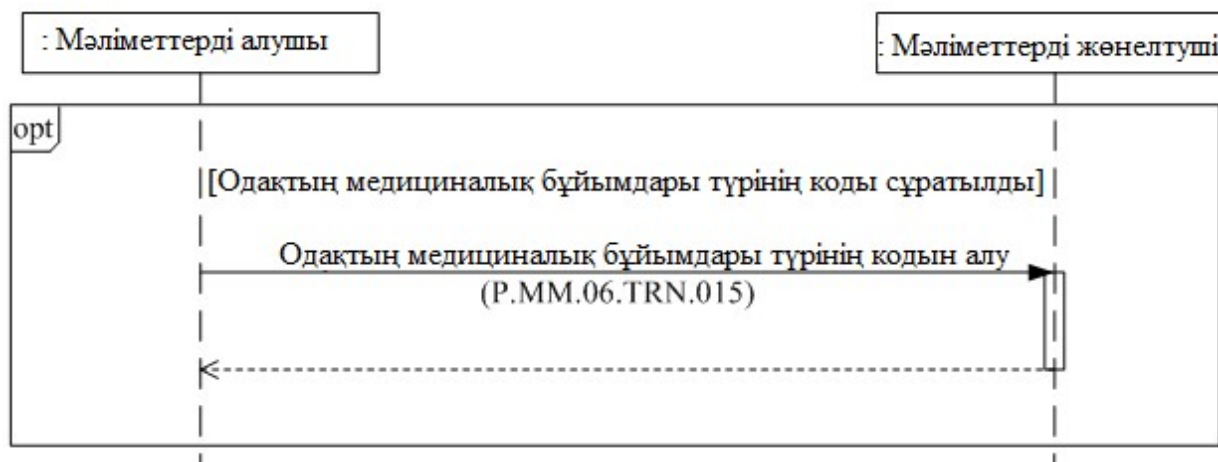 : Мәліметтерді алушы
: Мәліметтерді жөнелтуші
opt
[Одақтың медициналық бұйымдары түрінің коды сұратылды]
Одақтың медициналық бұйымдары түрінің кодын алу
(P.MM.06.TRN.015)